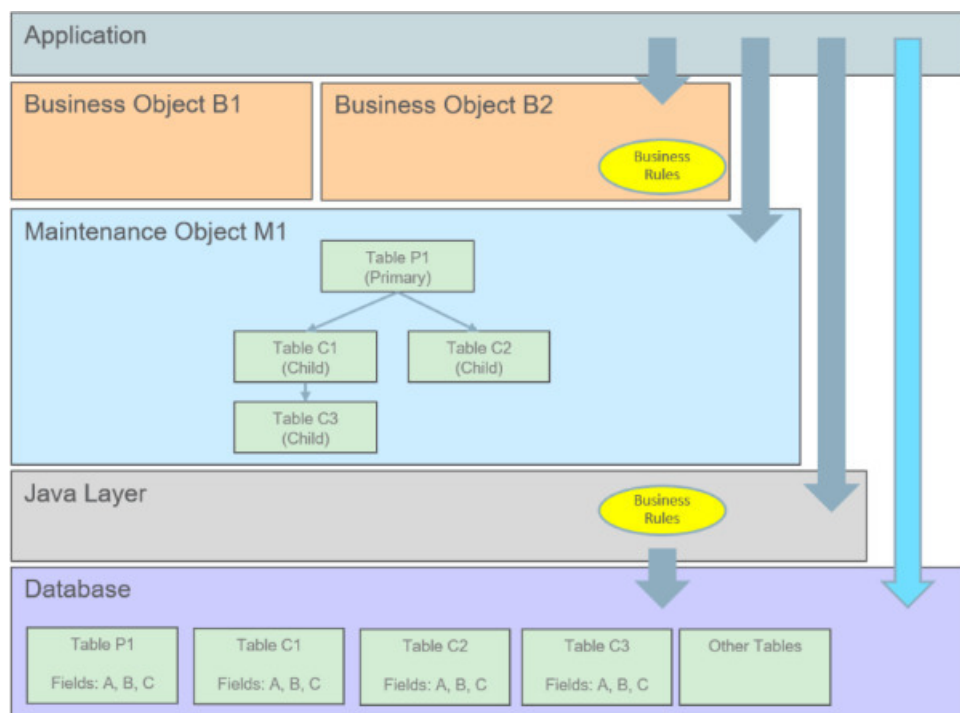 Application
Business Object B1
Business Object B2
Business
Rules
Maintenance Object M1
Table P1
(Primary)
Table C1
(Child)
Table C2
(Child)
Table C3
(Child)
Java Layer
Business
Rules
Database
Table P1
Fields: A, B, C
Table C1
Fields: A, B, C
Table C2
Fields: A, B, C
Table C3
Fields: A, B, C
Other Tables